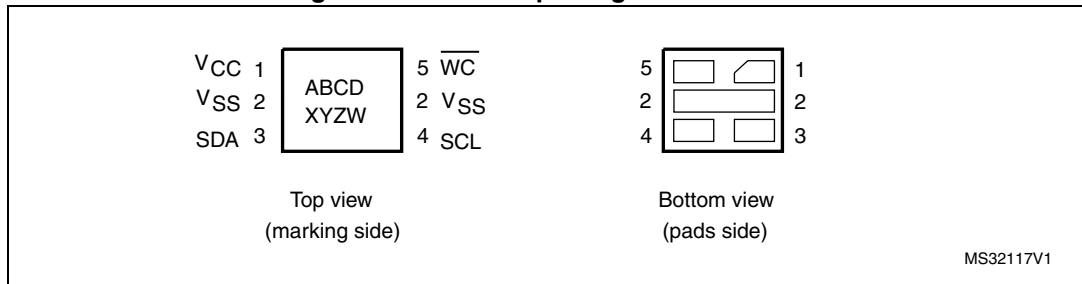 VCC 1 ABCD 5 WC
VSS 2 XYZW 2 VSS
SDA 3 4 SCL
5 1
2 2
4 3
Top view
(marking side)
Bottom view
(pads side)
MS32117V1